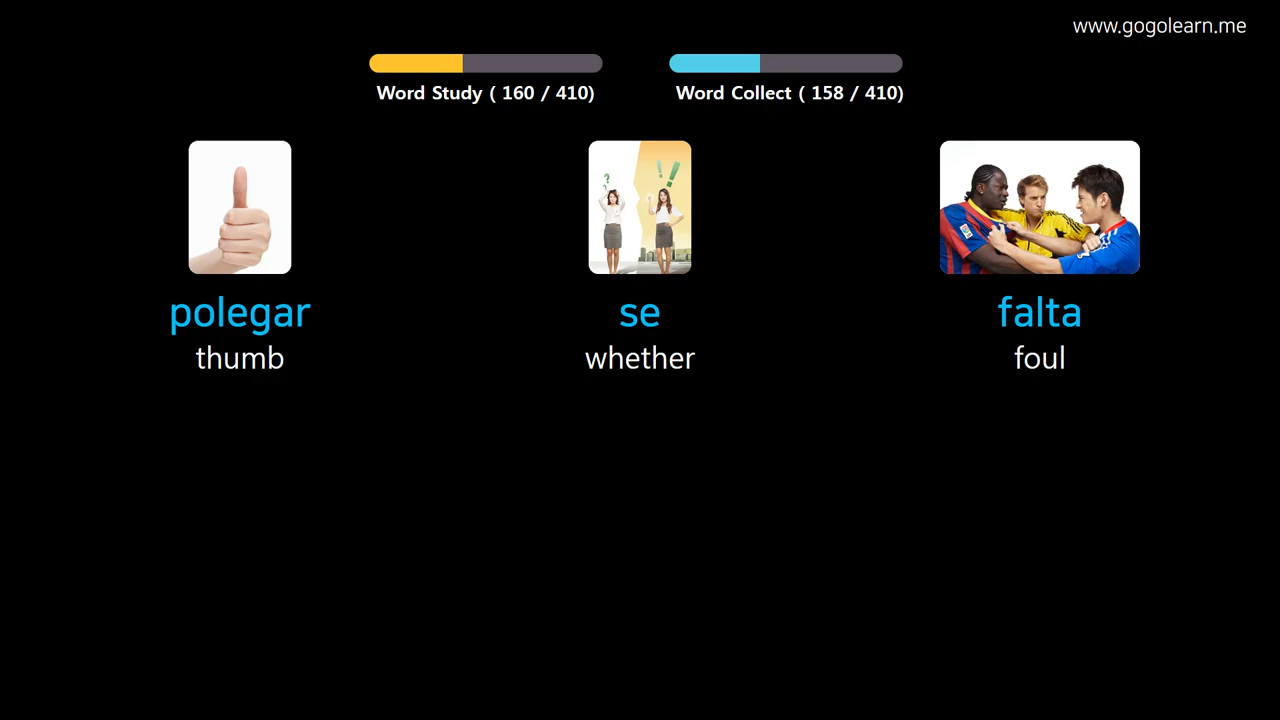 www.gogolearn.me
Word Study ( 160 / 410)
Word Collect ( 158 / 410)
polegar
se
falta
thumb
whether
foul